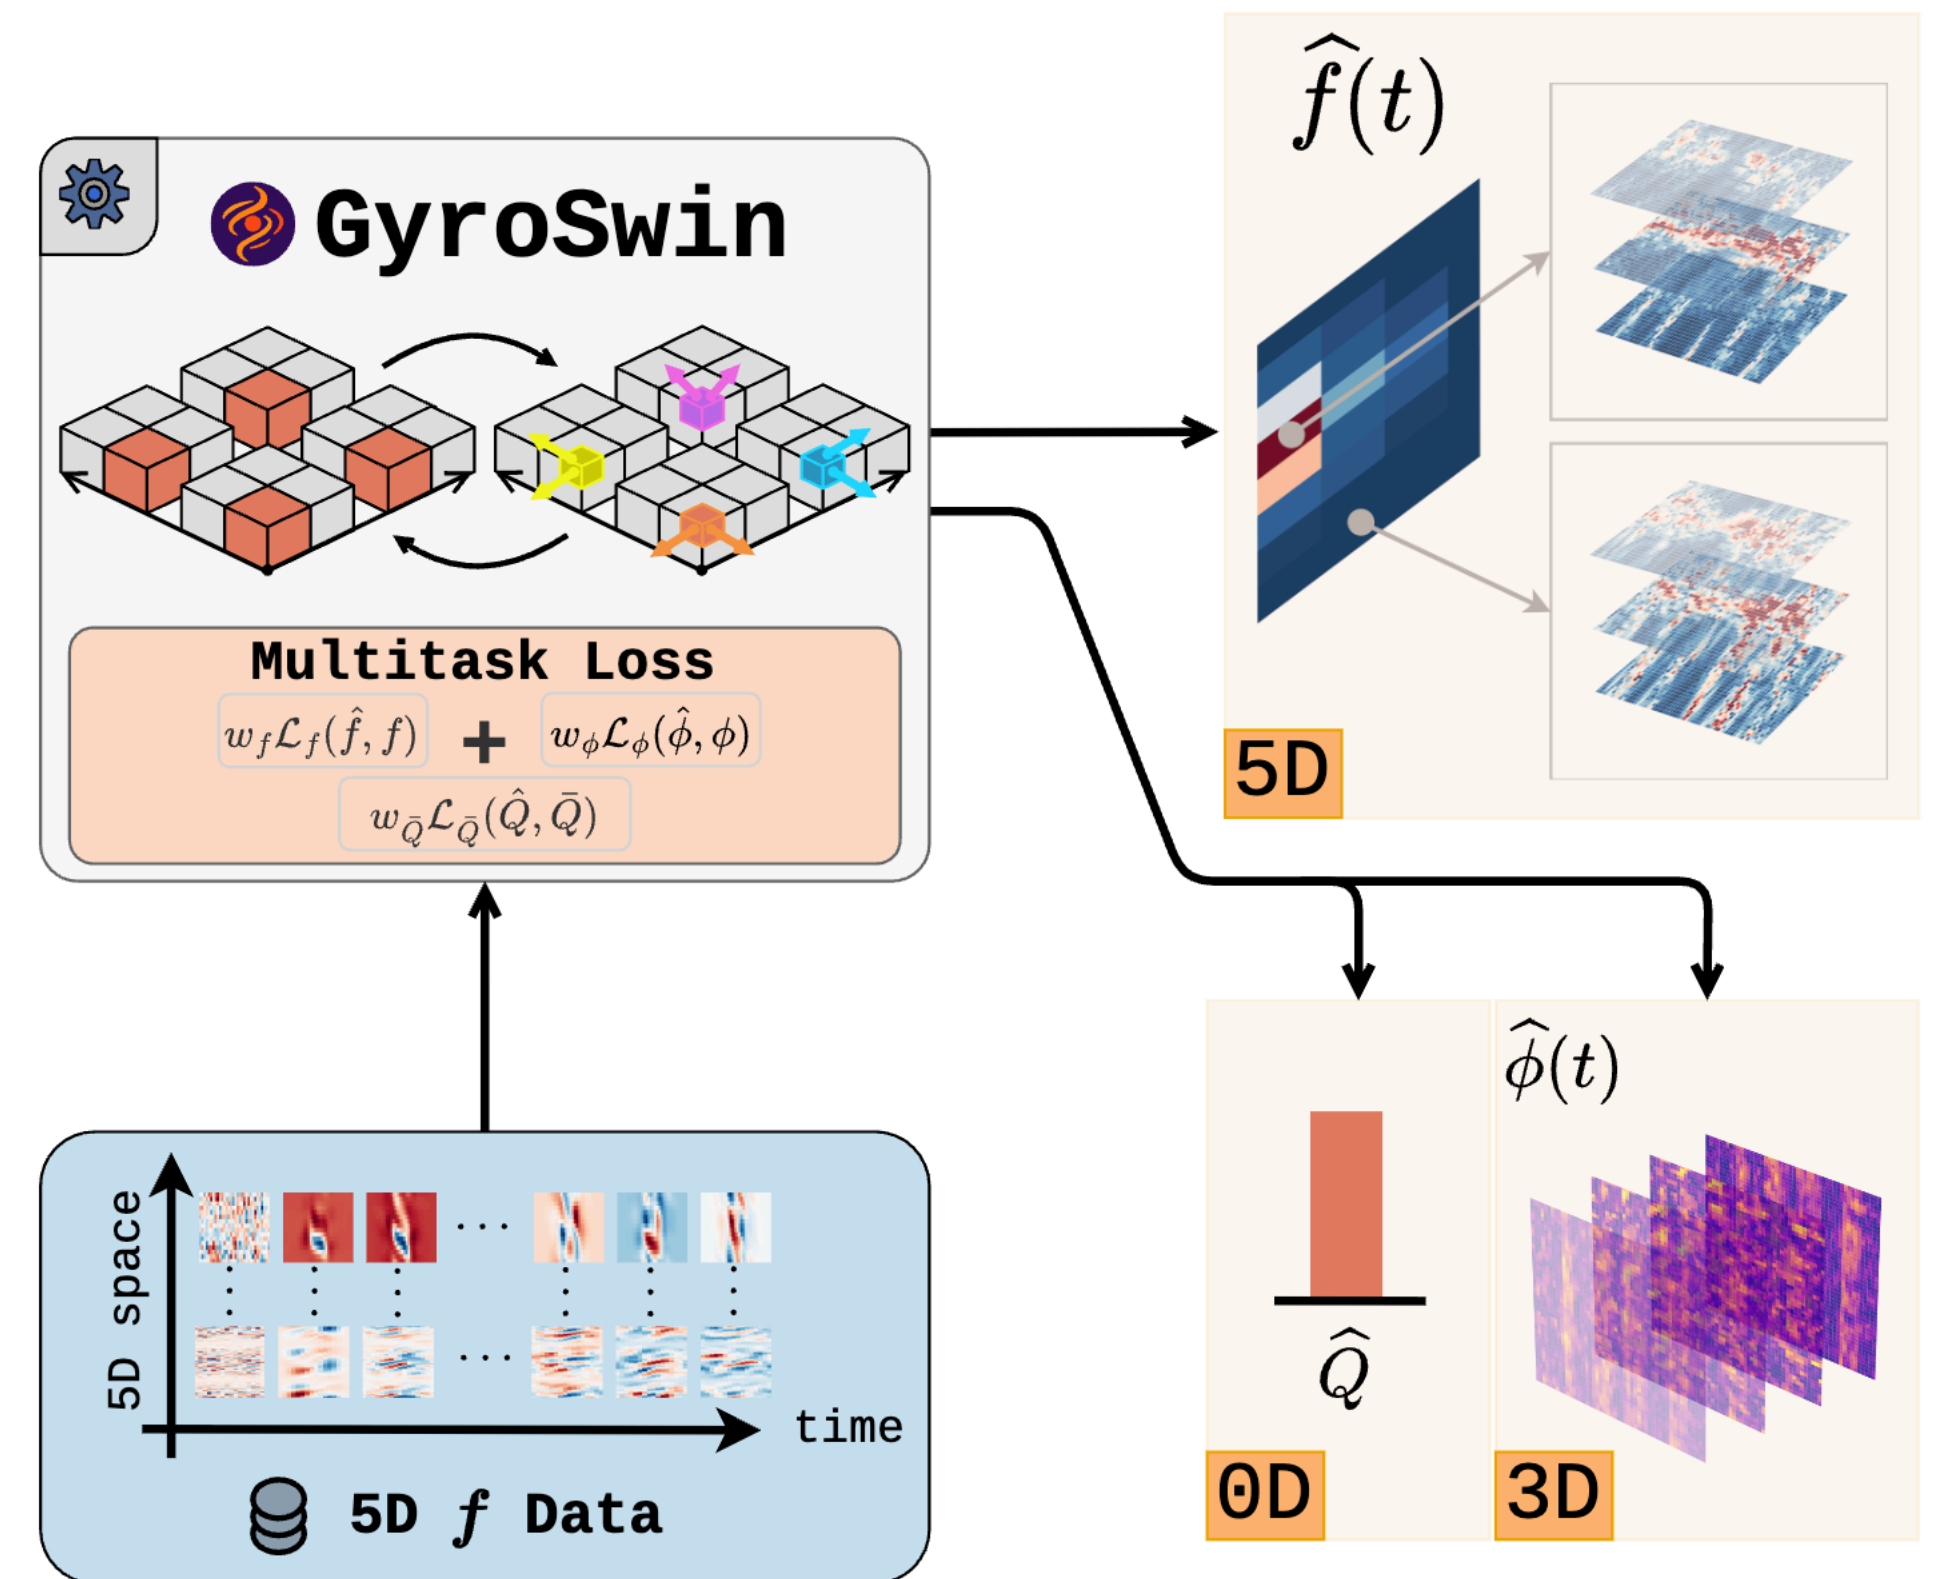 GyroSwin
Multitask Loss
w_f ℒ_f(f̂, f) + w_ϕ ℒ_ϕ(ϕ̂, ϕ)
w_Q̄ ℒ_Q̄(Q̂, Q̄)
f̂(t)
5D
5D space
...
...
time
5D f Data
Q̂
0D
ϕ̂(t)
3D